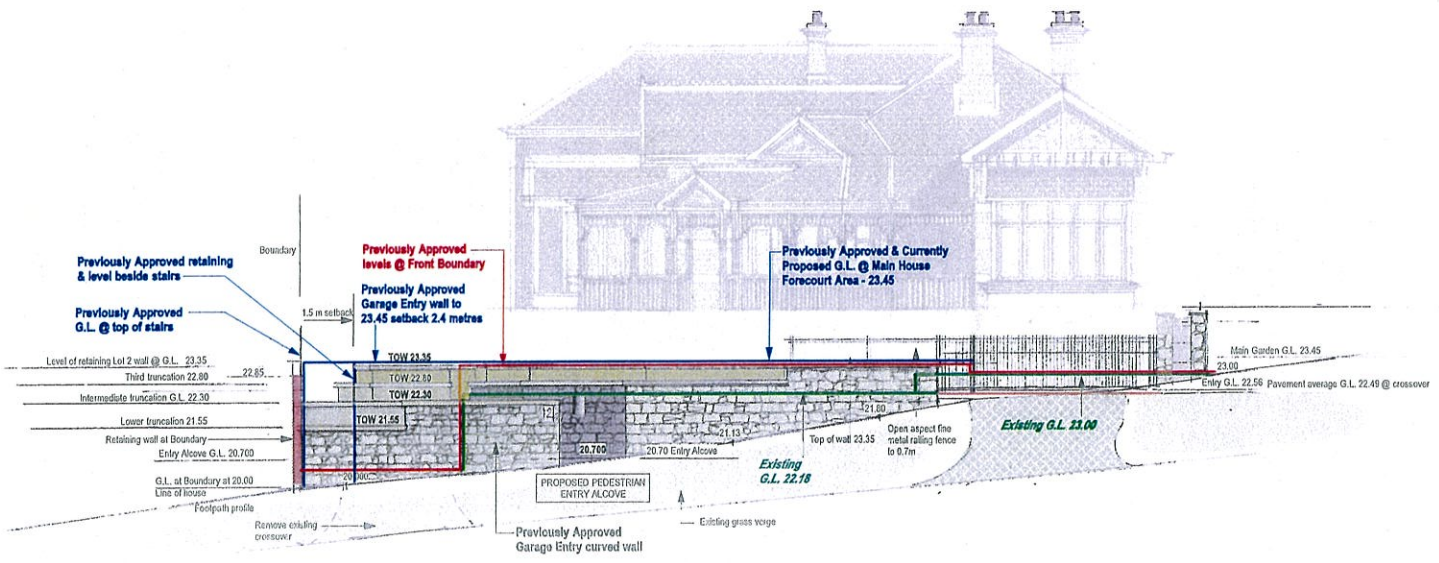 Boundary
Previously Approved retaining
& level beside stairs
Previously Approved
levels @ Front Boundary
Previously Approved & Currently
Proposed G.L. @ Main House
Forecourt Area - 23.45
Previously Approved
Garage Entry wall to
23.45 setback 2.4 metres
Previously Approved
G.L. @ top of stairs
1.5 m setback
Level of retaining Lot 2 wall @ G.L. 23.35
TOW 23.35
Main Garden G.L. 23.45
23.00
Third truncation 22.80
22.85
TOW 22.80
Entry G.L. 22.56
Pavement average G.L. 22.49 @ crossover
Intermediate truncation G.L. 22.30
TOW 22.30
Lower truncation 21.55
TOW 21.55
12
21.80
21.13
Retaining wall at Boundary
Top of wall 23.35
Open aspect fine
metal railing fence
to 0.7m
Existing G.L. 23.00
Entry Alcove G.L. 20.700
20.700
20.70 Entry Alcove
Existing
G.L. 22.18
G.L. at Boundary at 20.00
Line of house
20.000
PROPOSED PEDESTRIAN
ENTRY ALCOVE
Footpath profile
Remove existing
crossover
Existing grass verge
Previously Approved
Garage Entry curved wall